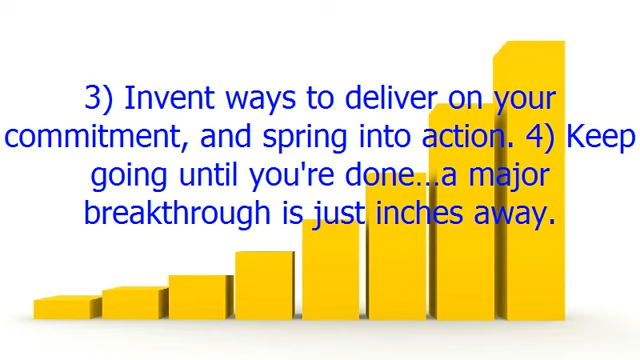 3) Invent ways to deliver on your
commitment, and spring into action. 4) Keep
going until you're done...a major
breakthrough is just inches away.